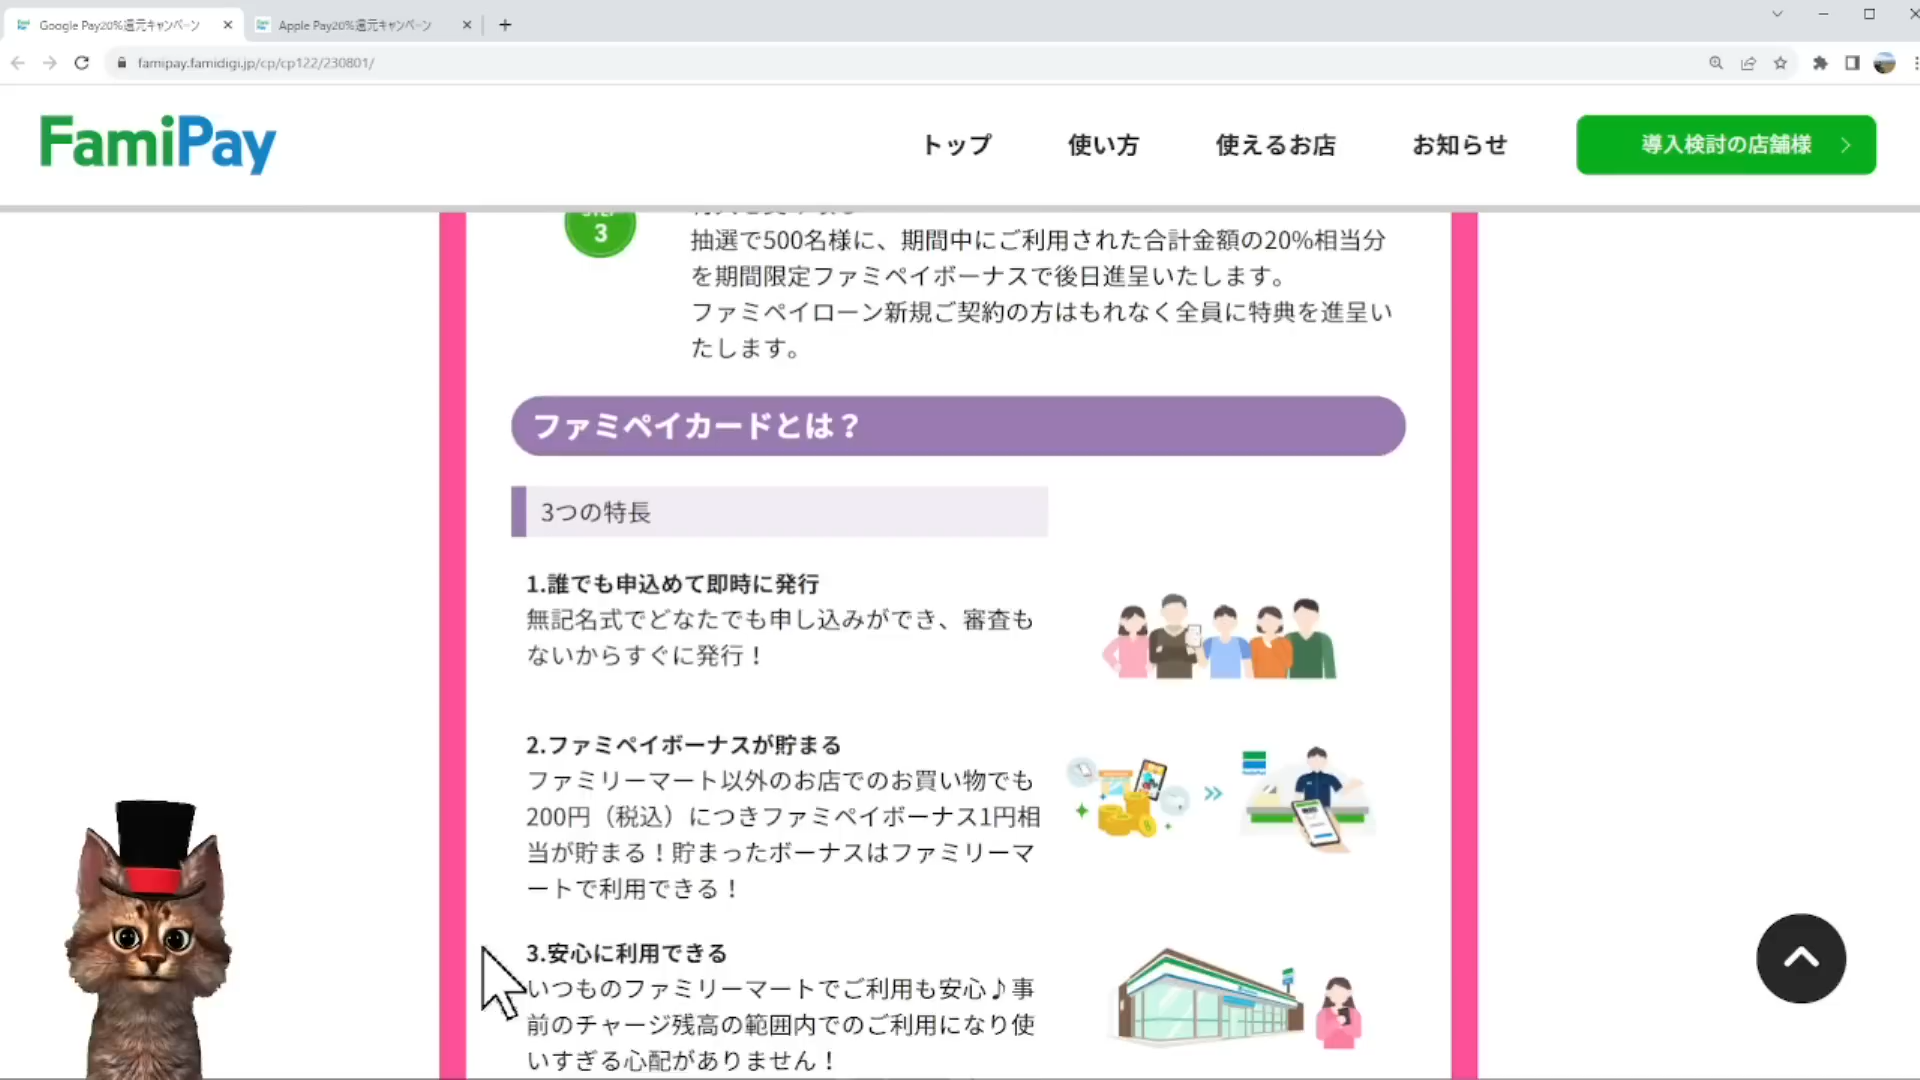 Google Pay20%還元キャンペーン
Apple Pay20%還元キャンペーン
famipay.famidigi.jp/cp/cp122/230801/
FamiPay
トップ
使い方
使えるお店
お知らせ
導入検討の店舗様
3
抽選で500名様に、期間中にご利用された合計金額の20%相当分
を期間限定ファミペイボーナスで後日進呈いたします。
ファミペイローン新規ご契約の方はもれなく全員に特典を進呈い
たします。
ファミペイカードとは？
3つの特長
1.誰でも申込めて即時に発行
無記名式でどなたでも申し込みができ、審査も
ないからすぐに発行！
2.ファミペイボーナスが貯まる
ファミリーマート以外のお店でのお買い物でも
200円（税込）につきファミペイボーナス1円相
当が貯まる！貯まったボーナスはファミリーマ
ートで利用できる！
3.安心に利用できる
いつものファミリーマートでご利用も安心♪事
前のチャージ残高の範囲内でのご利用になり使
いすぎる心配がありません！